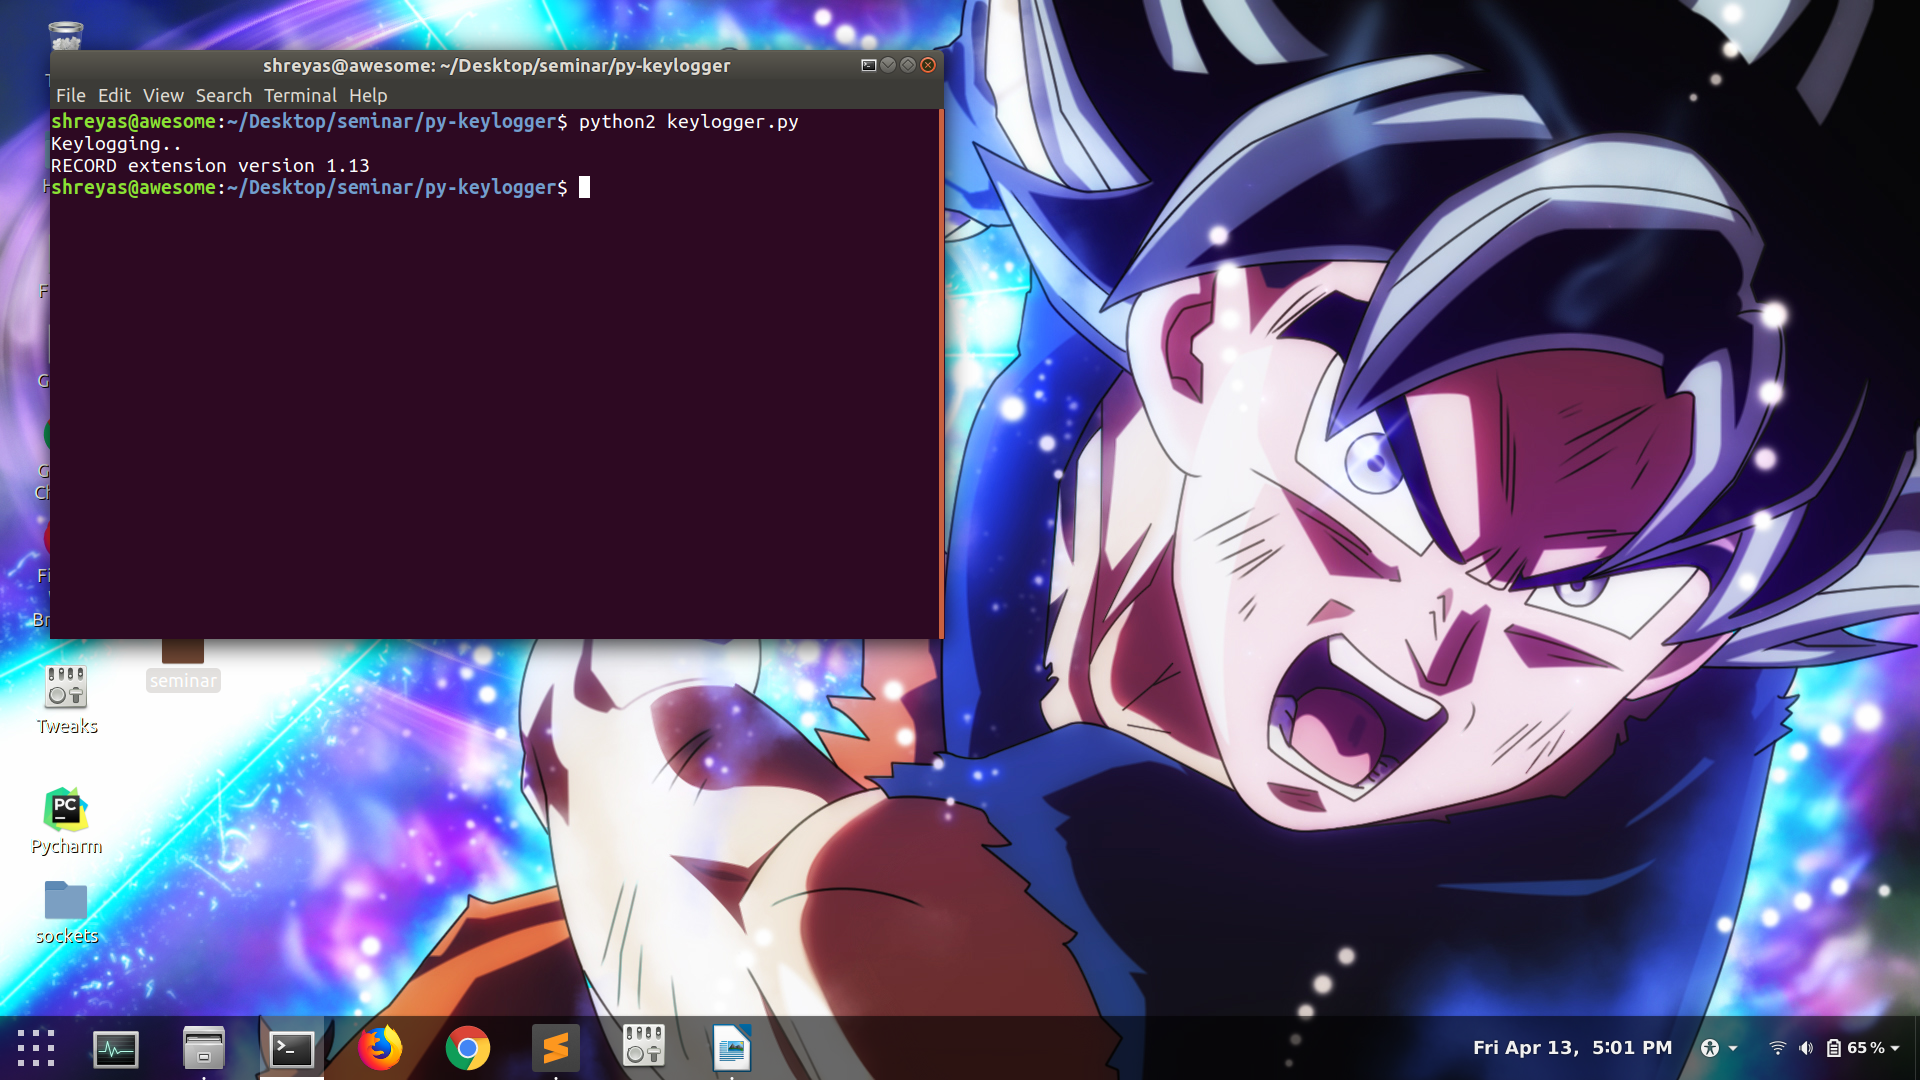 shreyas@awesome: ~/Desktop/seminar/py-keylogger
File Edit View Search Terminal Help
shreyas@awesome:~/Desktop/seminar/py-keylogger$ python2 keylogger.py
Keylogging..
RECORD extension version 1.13
shreyas@awesome:~/Desktop/seminar/py-keylogger$
seminar
Tweaks
PC
Pycharm
sockets
Fri Apr 13, 5:01 PM
65 %